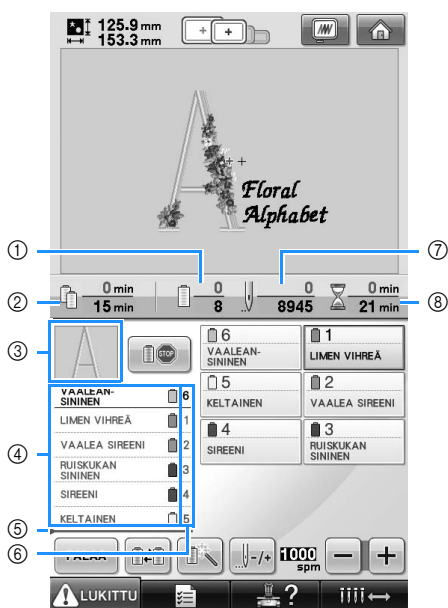 125.9 mm
153.3 mm
Floral
Alphabet
①
⑦
0 min
0
0
0 min
②
15 min
8
8945
21 min
⑧
③
6
VAALEAN-
SININEN
1
LIMEN VIHREÄ
5
KELTAINEN
2
VAALEA SIREENI
4
SIREENI
3
RUISKUKAN
SININEN
④
VAALEAN-
SININEN 6
LIMEN VIHREÄ 1
VAALEA SIREENI 2
RUISKUKAN
SININEN 3
SIREENI 4
KELTAINEN 5
⑤
⑥
PALAA
-/+
1000
spm
−
+
LUKITTU
?
STOP